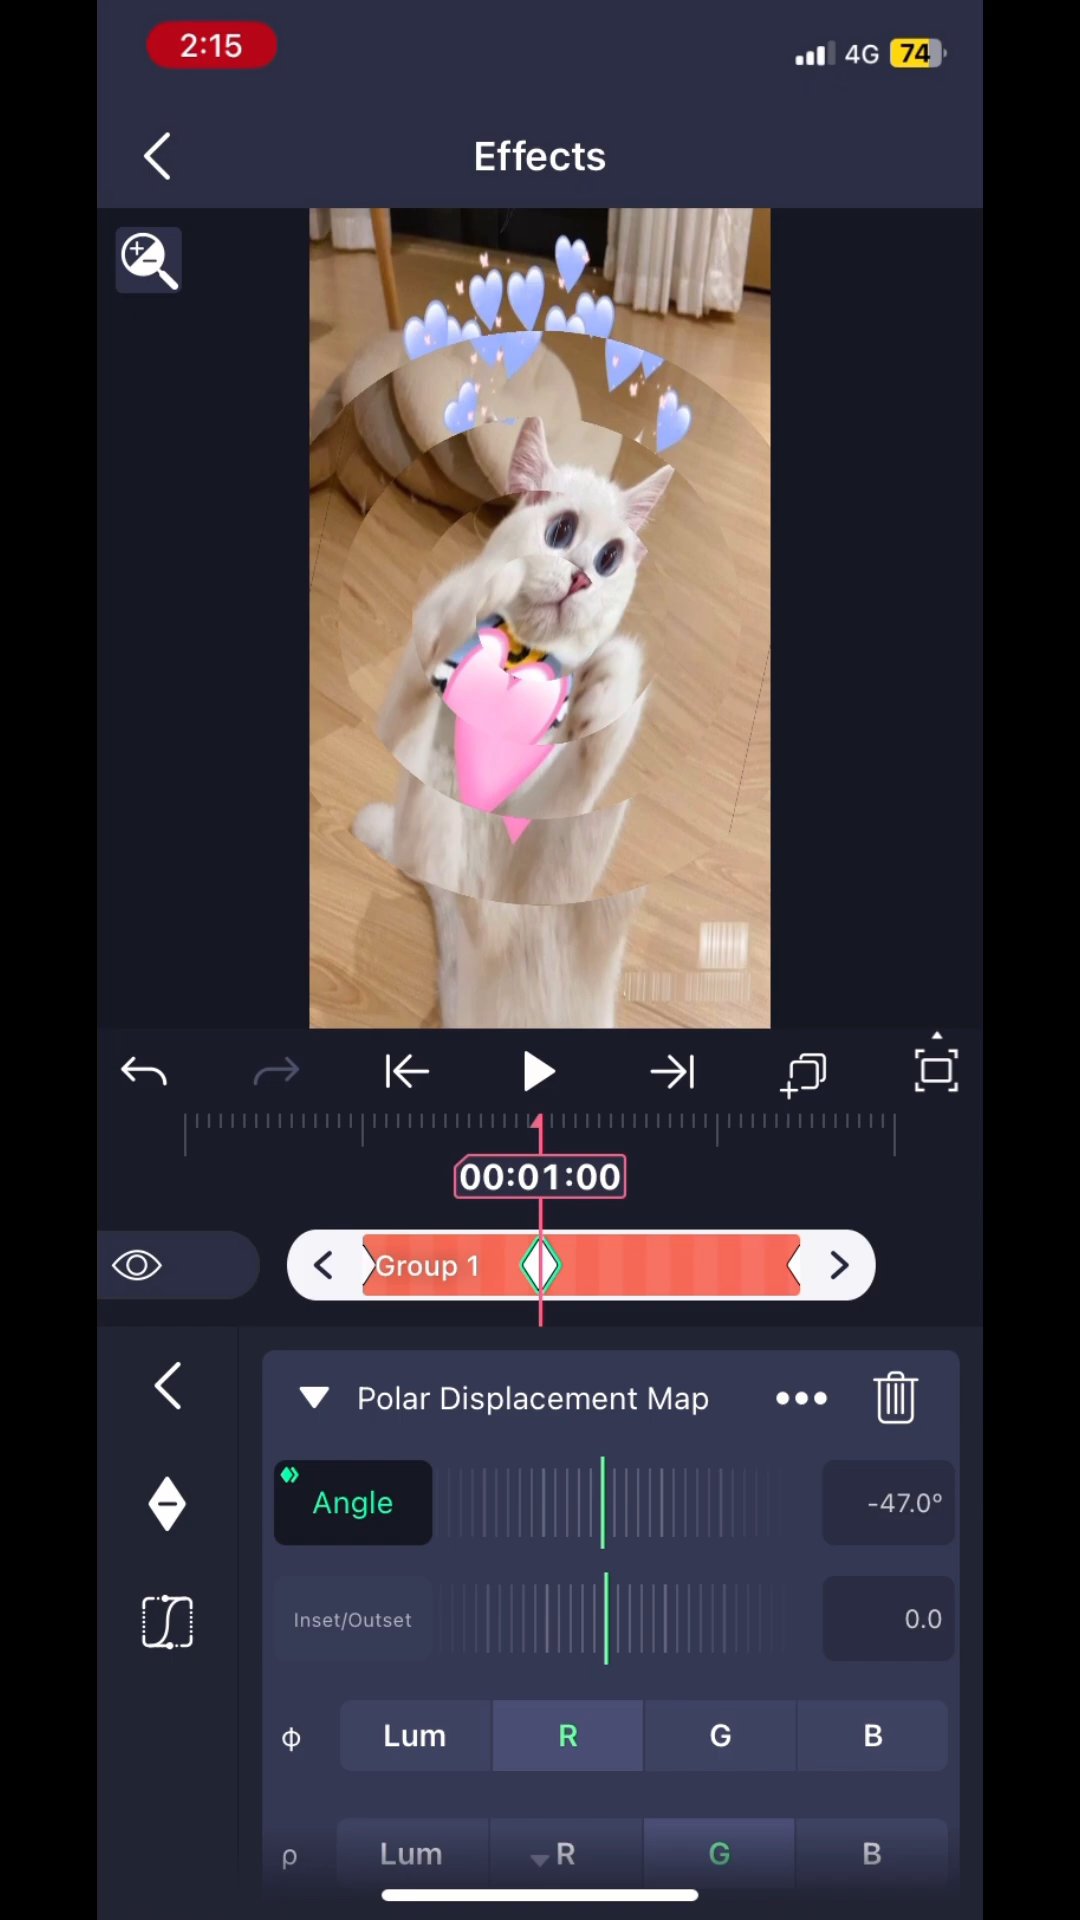 2:15
4G 74
Effects
00:01:00
Group 1
Polar Displacement Map
Angle
-47.0°
Inset/Outset
0.0
ϕ Lum R G B
ρ Lum R G B